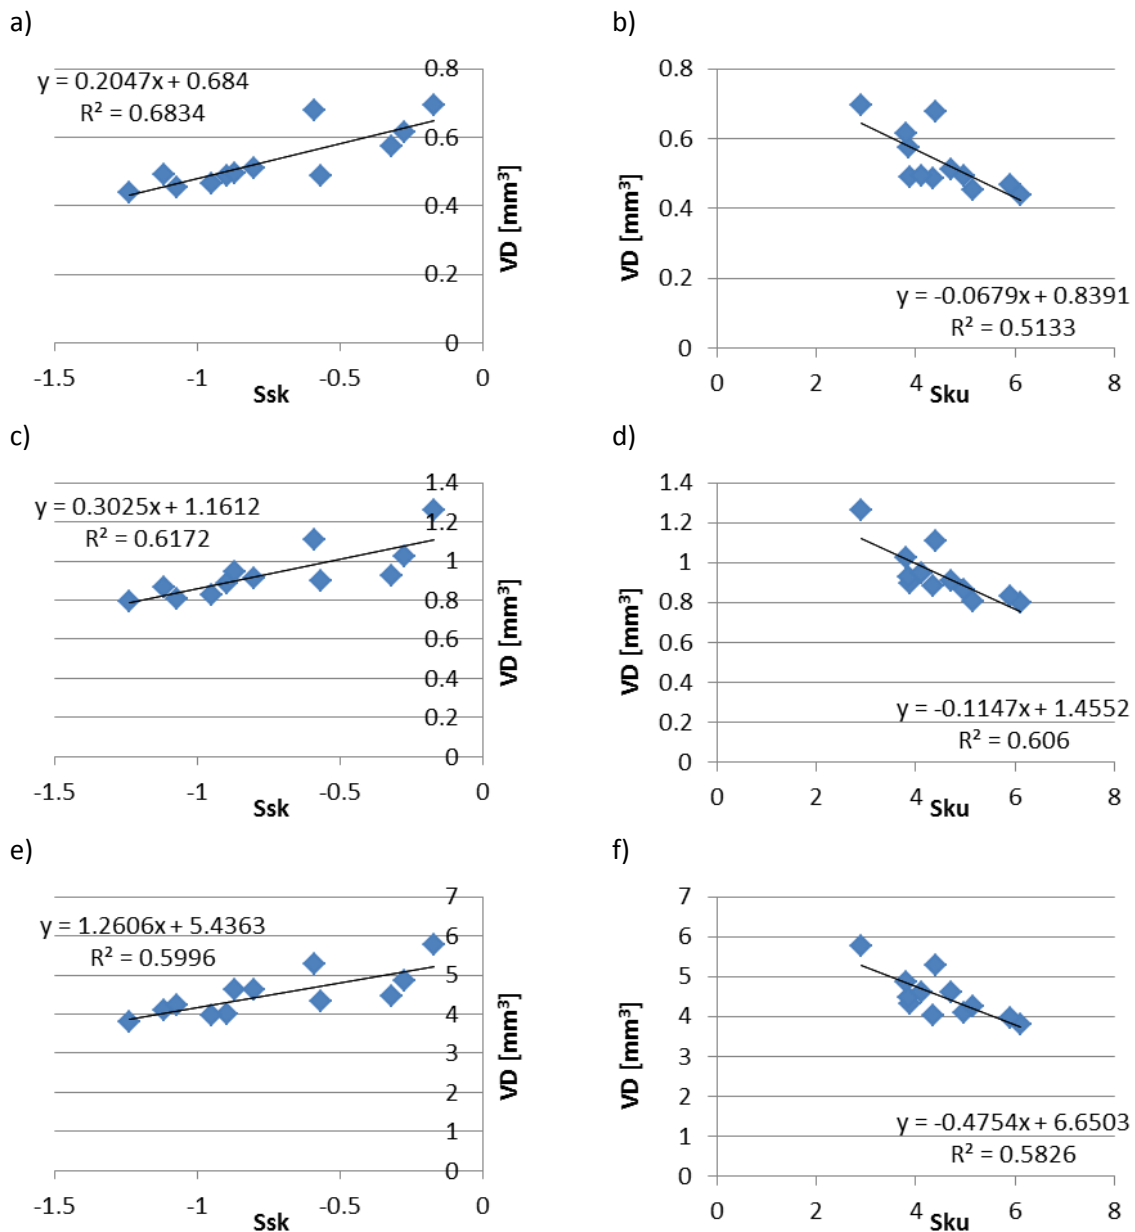 a)
y = 0.2047x + 0.684
R² = 0.6834
0.8
0.6
0.4
0.2
0
VD [mm³]
-1.5 -1 -0.5 0
Ssk
b)
0.8
0.6
0.4
0.2
0
VD [mm³]
y = -0.0679x + 0.8391
R² = 0.5133
0 2 4 6 8
Sku
c)
y = 0.3025x + 1.1612
R² = 0.6172
1.4
1.2
1
0.8
0.6
0.4
0.2
0
VD [mm³]
-1.5 -1 -0.5 0
Ssk
d)
1.4
1.2
1
0.8
0.6
0.4
0.2
0
VD [mm³]
y = -0.1147x + 1.4552
R² = 0.606
0 2 4 6 8
Sku
e)
y = 1.2606x + 5.4363
R² = 0.5996
7
6
5
4
3
2
1
0
VD [mm³]
-1.5 -1 -0.5 0
Ssk
f)
7
6
5
4
3
2
1
0
VD [mm³]
y = -0.4754x + 6.6503
R² = 0.5826
0 2 4 6 8
Sku